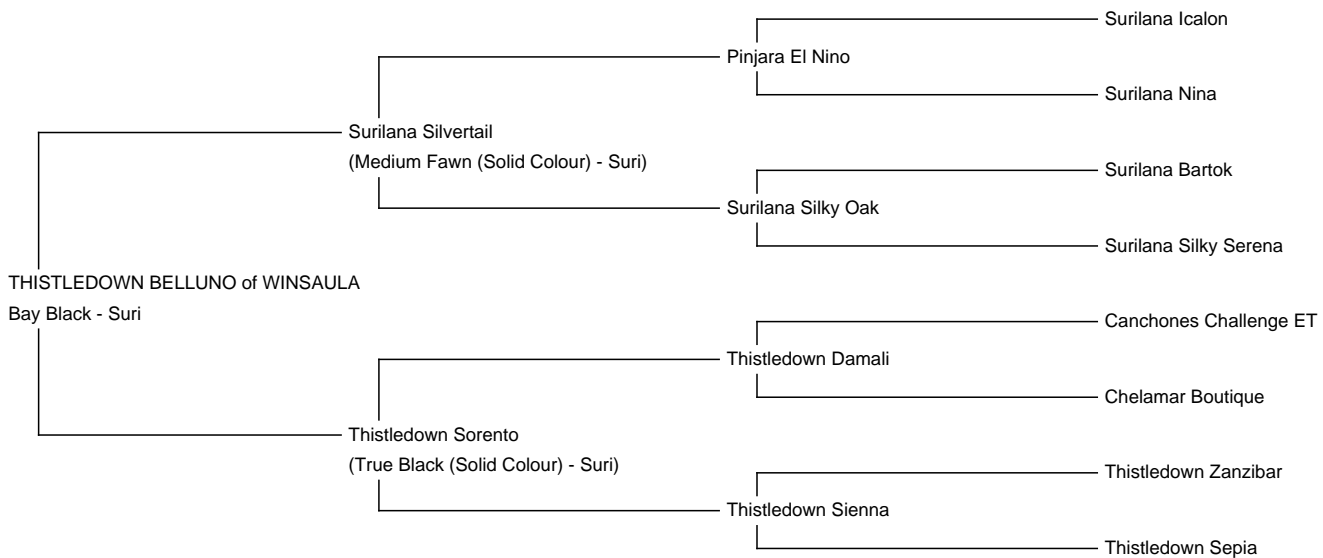 Surilana Icalon
Pinjara El Nino
Surilana Nina
Surilana Silvertail
(Medium Fawn (Solid Colour) - Suri)
Surilana Bartok
Surilana Silky Oak
Surilana Silky Serena
THISTLEDOWN BELLUNO of WINSAULA
Bay Black - Suri
Canchones Challenge ET
Thistledown Damali
Chelamar Boutique
Thistledown Sorento
(True Black (Solid Colour) - Suri)
Thistledown Zanzibar
Thistledown Sienna
Thistledown Sepia